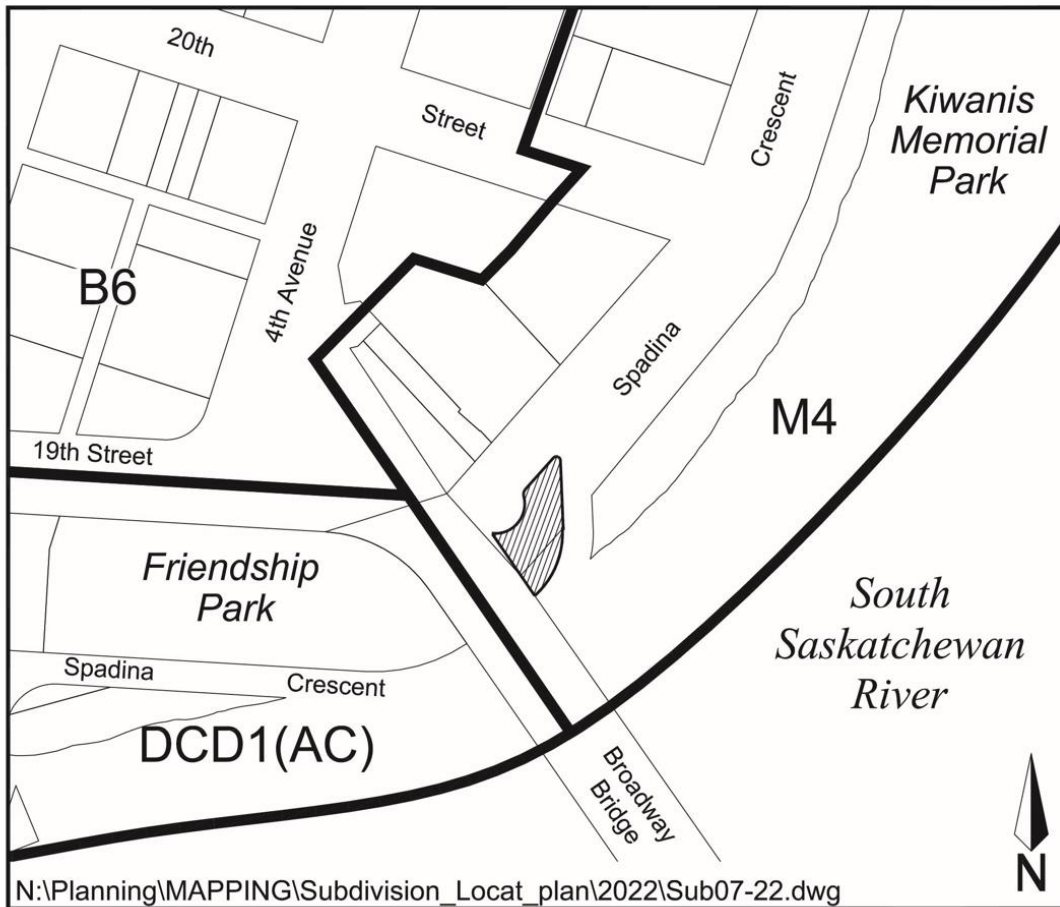 20th
Street
Crescent
Kiwanis
Memorial
Park
B6
4th Avenue
Spadina
M4
19th Street
Friendship
Park
South
Saskatchewan
River
Spadina
Crescent
DCD1(AC)
Broadway
Bridge
N
N:\Planning\MAPPING\Subdivision_Locat_plan\2022\Sub07-22.dwg